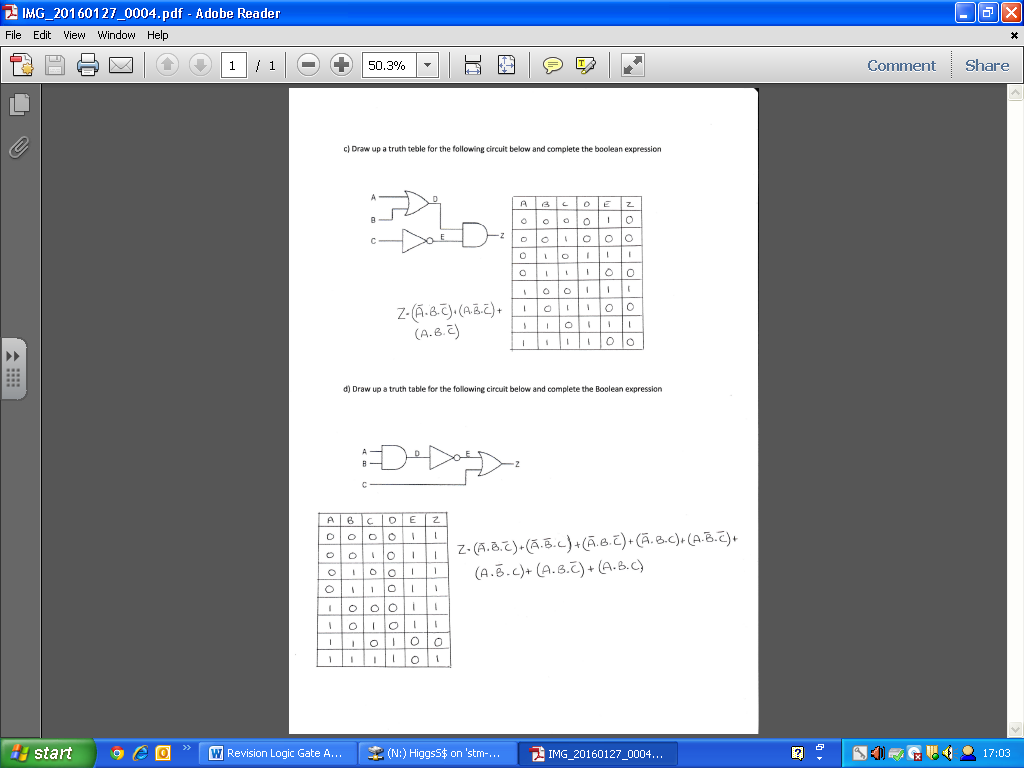 IMG_20160127_0004.pdf - Adobe Reader
File Edit View Window Help
1 / 1 50.3% Comment Share
c) Draw up a truth teble for the following circuit below and complete the boolean expression
A D
B
E Z
C
A B C D E Z
0 0 0 0 1 0
0 0 1 0 0 0
0 1 0 1 1 1
0 1 1 1 0 0
1 0 0 1 1 1
1 0 1 1 0 0
1 1 0 1 1 1
1 1 1 1 0 0
Z=(A̅.B.C̅)+(A.B̅.C̅)+
(A.B.C̅)
d) Draw up a truth table for the following circuit below and complete the Boolean expression
A D E
B Z
C
A B C D E Z
0 0 0 0 1 1
0 0 1 0 1 1
0 1 0 0 1 1
0 1 1 0 1 1
1 0 0 0 1 1
1 0 1 0 1 1
1 1 0 1 0 0
1 1 1 1 0 1
Z=(A̅.B̅.C̅)+(A̅.B̅.C)+(A̅.B.C̅)+(A̅.B.C)+(A.B̅.C̅)+
(A.B̅.C)+(A.B.C̅)+(A.B.C)
start Revision Logic Gate A... (N:) HiggsS$ on 'stm-... IMG_20160127_0004... 17:03